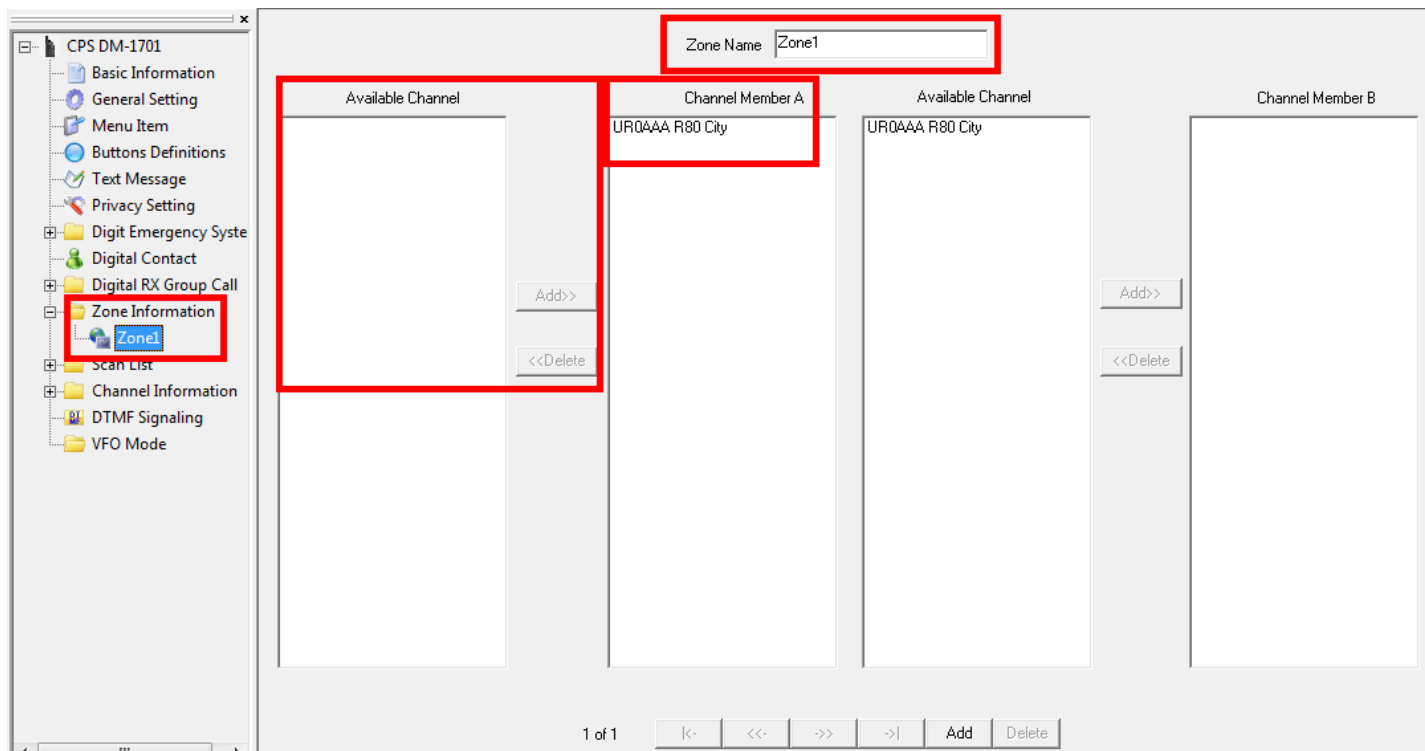 x
CPS DM-1701
Basic Information
General Setting
Menu Item
Buttons Definitions
Text Message
Privacy Setting
Digit Emergency Syste
Digital Contact
Digital RX Group Call
Zone Information
Zone1
Scan List
Channel Information
DTMF Signaling
VFO Mode
Zone Name Zone1
Available Channel Channel Member A Available Channel Channel Member B
UR0AAA R80 City UR0AAA R80 City
Add>> Add>>
<<Delete <<Delete
1 of 1 |<- <<- ->> ->| Add Delete